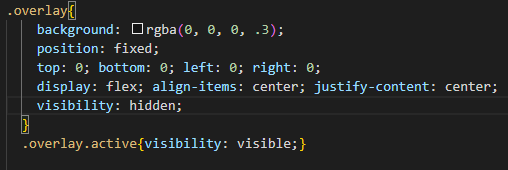 .overlay{
background: rgba(0, 0, 0, .3);
position: fixed;
top: 0; bottom: 0; left: 0; right: 0;
display: flex; align-items: center; justify-content: center;
visibility: hidden;
}
.overlay.active{visibility: visible;}